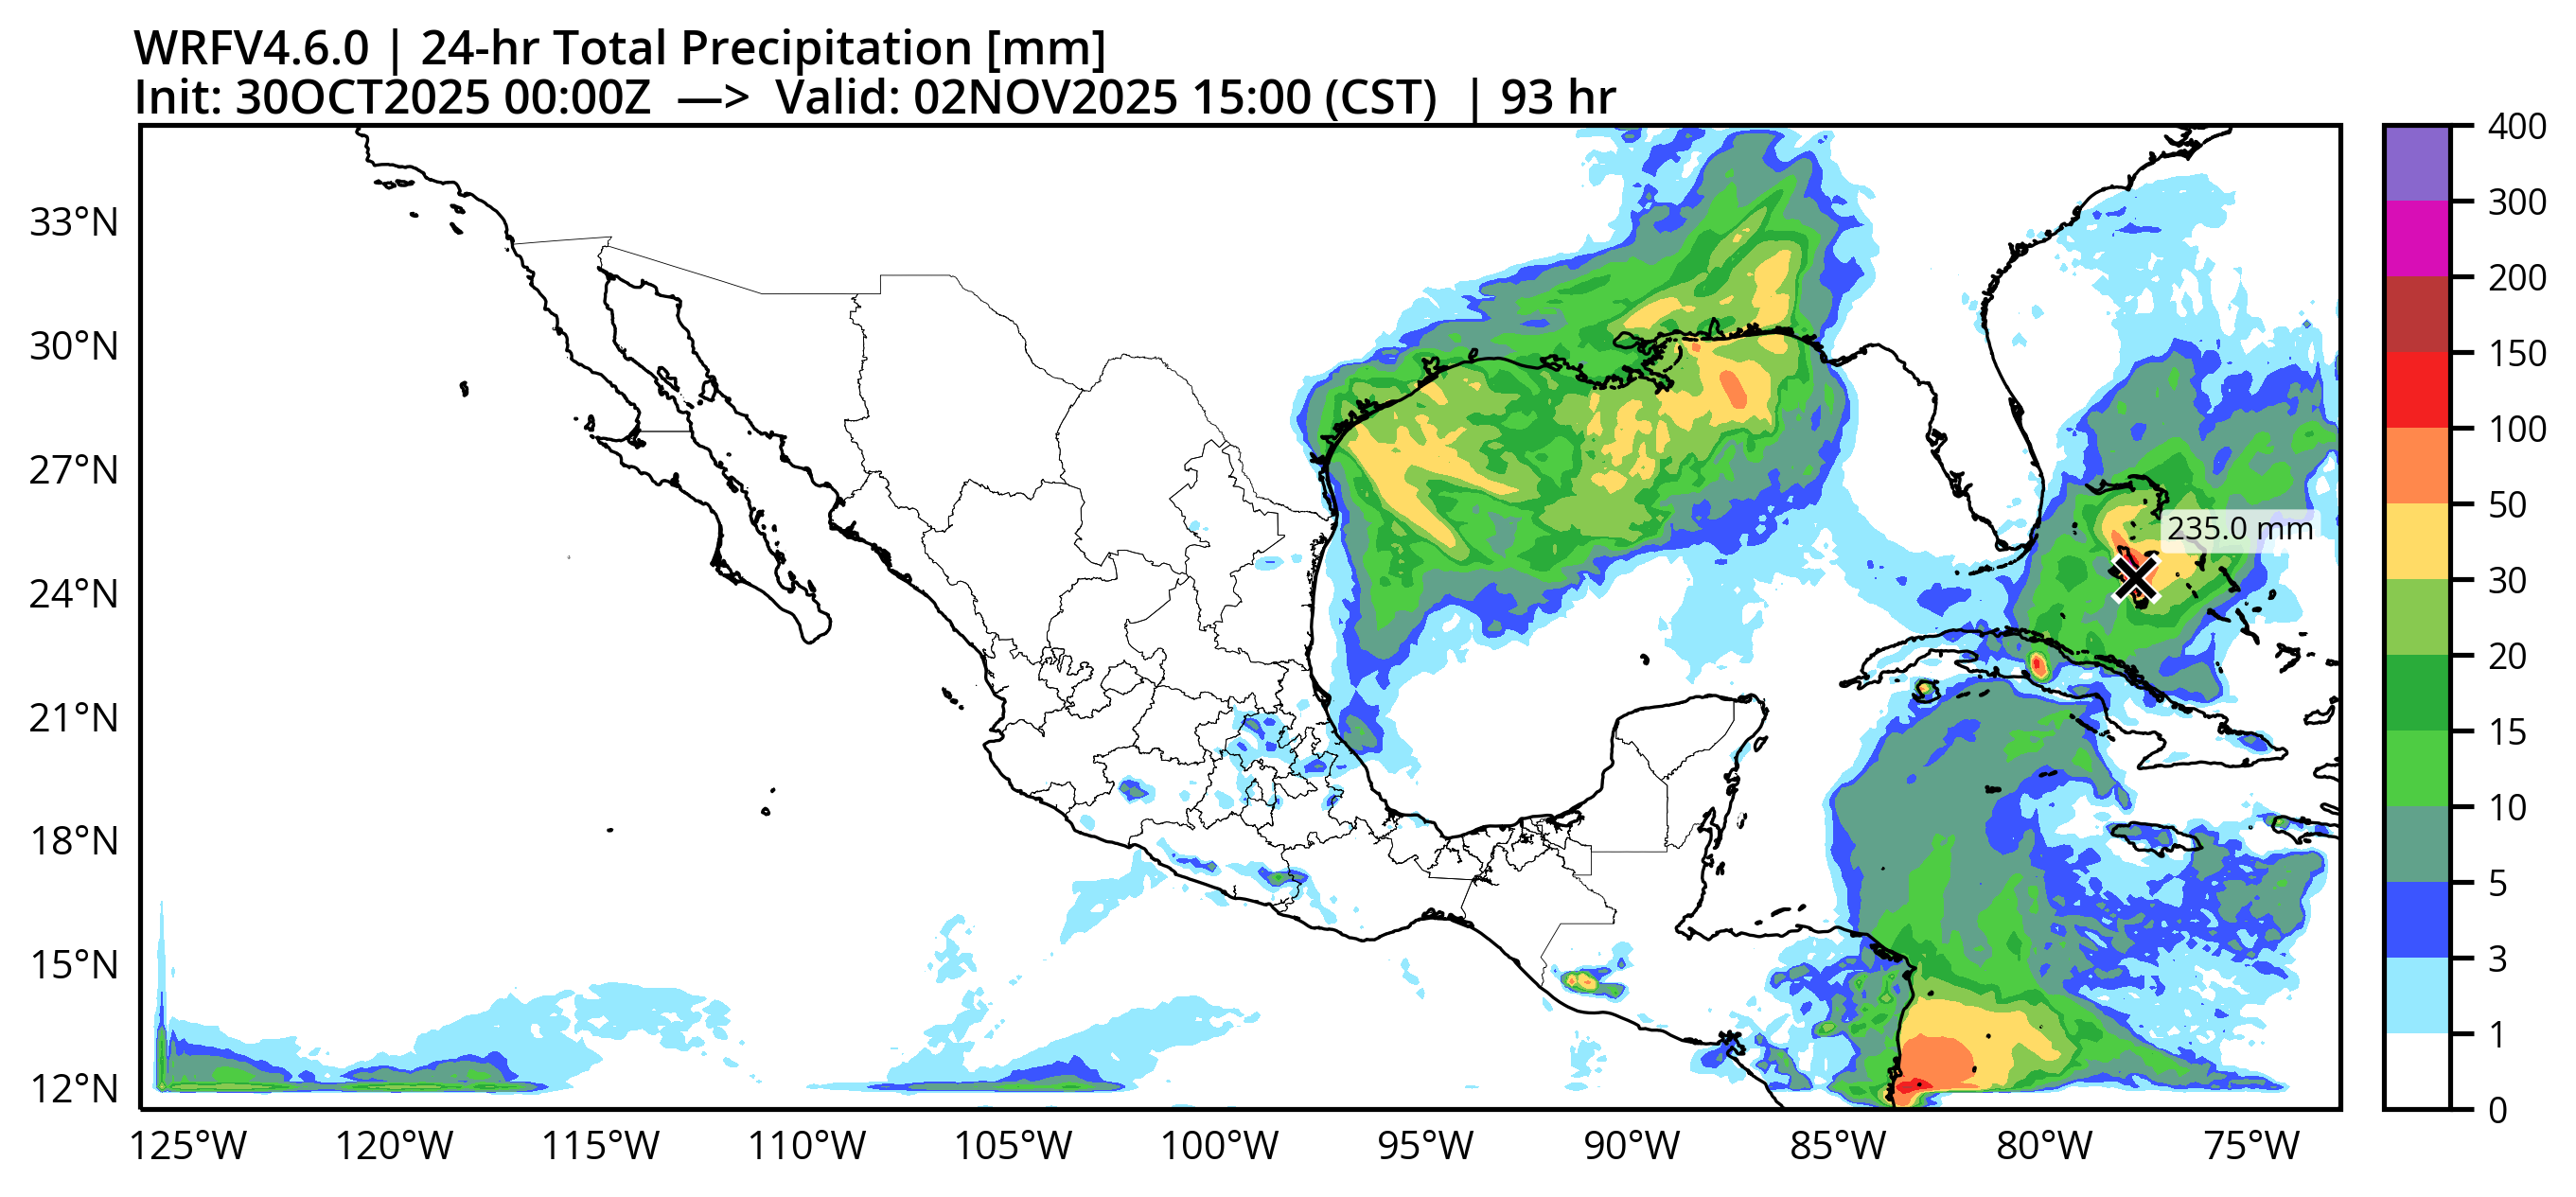 WRFV4.6.0 | 24-hr Total Precipitation [mm]
Init: 30OCT2025 00:00Z —> Valid: 02NOV2025 15:00 (CST) | 93 hr
33°N
30°N
27°N
24°N
21°N
18°N
15°N
12°N
235.0 mm
125°W
120°W
115°W
110°W
105°W
100°W
95°W
90°W
85°W
80°W
75°W
400
300
200
150
100
50
30
20
15
10
5
3
1
0